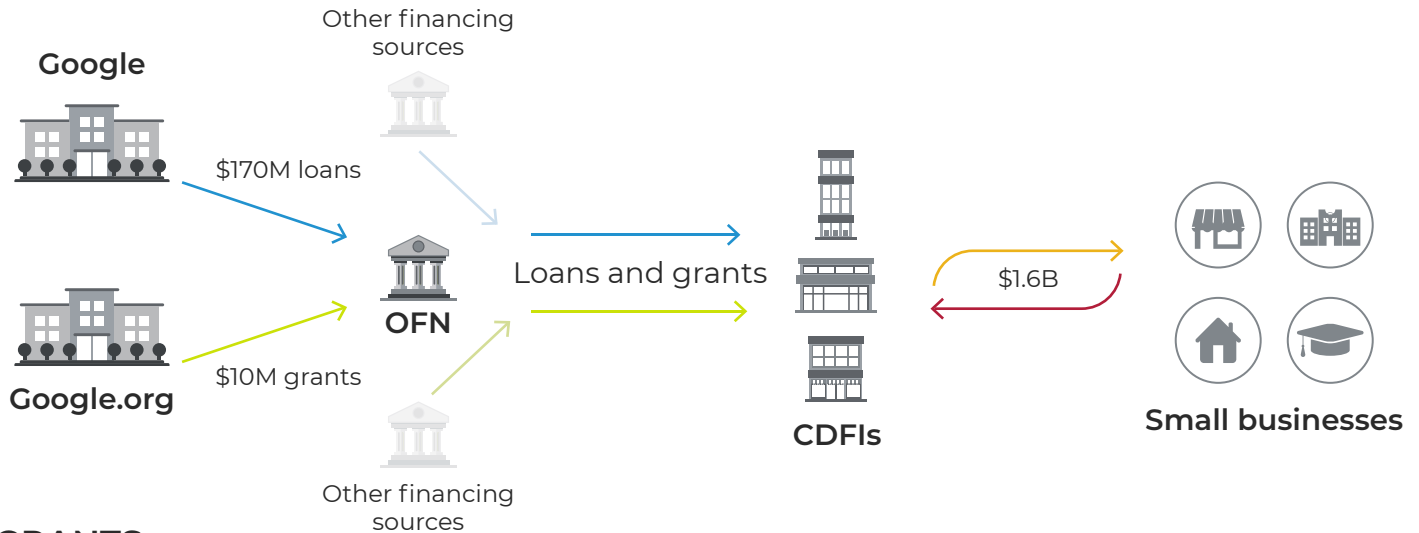 Other financing
sources
Google
$170M loans
Loans and grants
$1.6B
OFN
$10M grants
Google.org
CDFIs
Small businesses
Other financing
sources